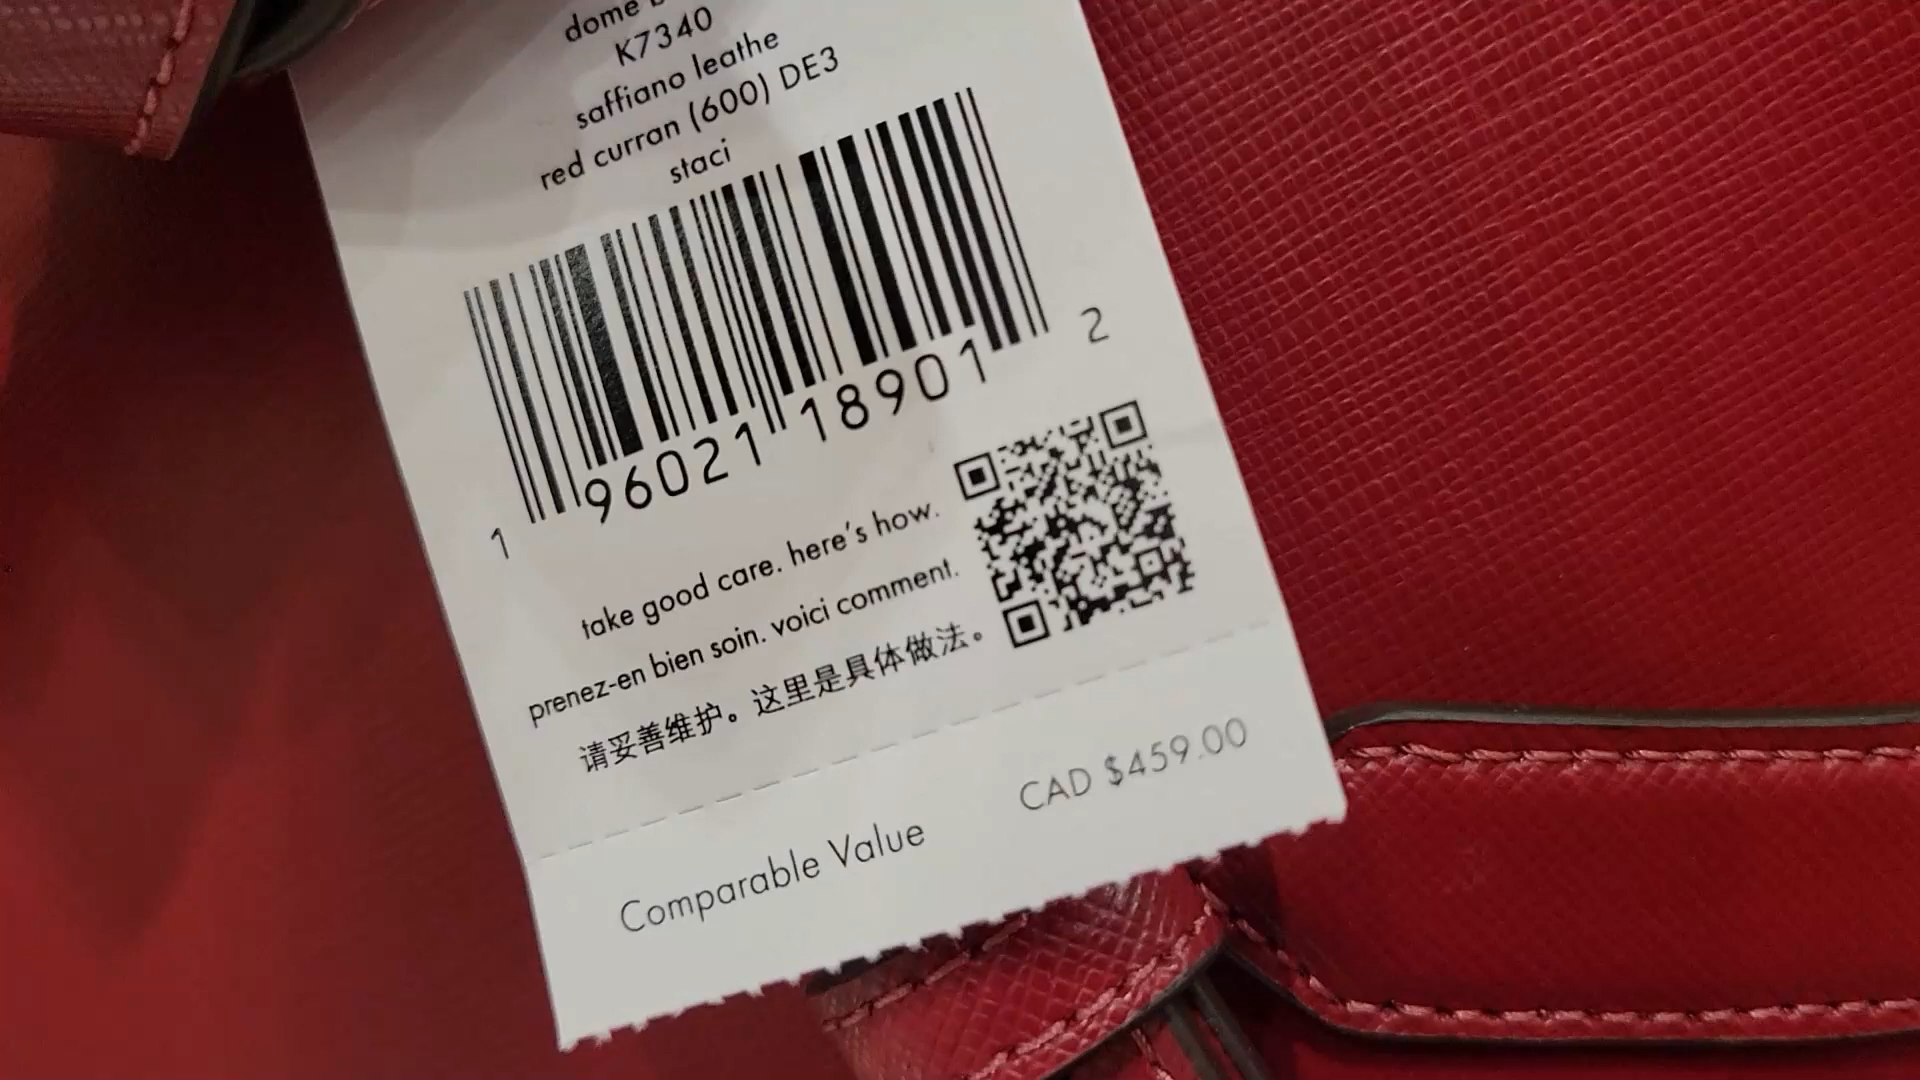 dome
K7340
saffiano leathe
red curran (600) DE3
staci
1 96021 18901 2
take good care. here's how.
prenez-en bien soin. voici comment.
请妥善维护。这里是具体做法。
Comparable Value CAD $459.00